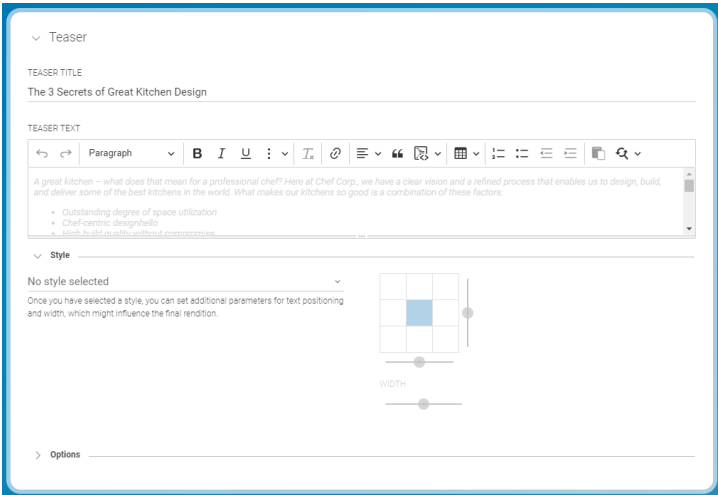 Teaser
TEASER TITLE
The 3 Secrets of Great Kitchen Design
TEASER TEXT
Paragraph
B I U
A great kitchen – what does that mean for a professional chef? Here at Chef Corp., we have a clear vision and a refined process that enables us to design, build,
and deliver some of the best kitchens in the world. What makes our kitchens so good is a combination of these factors:
• Outstanding degree of space utilization
• Chef-centric designhello
• High build quality without compromise
Style
No style selected
Once you have selected a style, you can set additional parameters for text positioning
and width, which might influence the final rendition.
WIDTH
Options